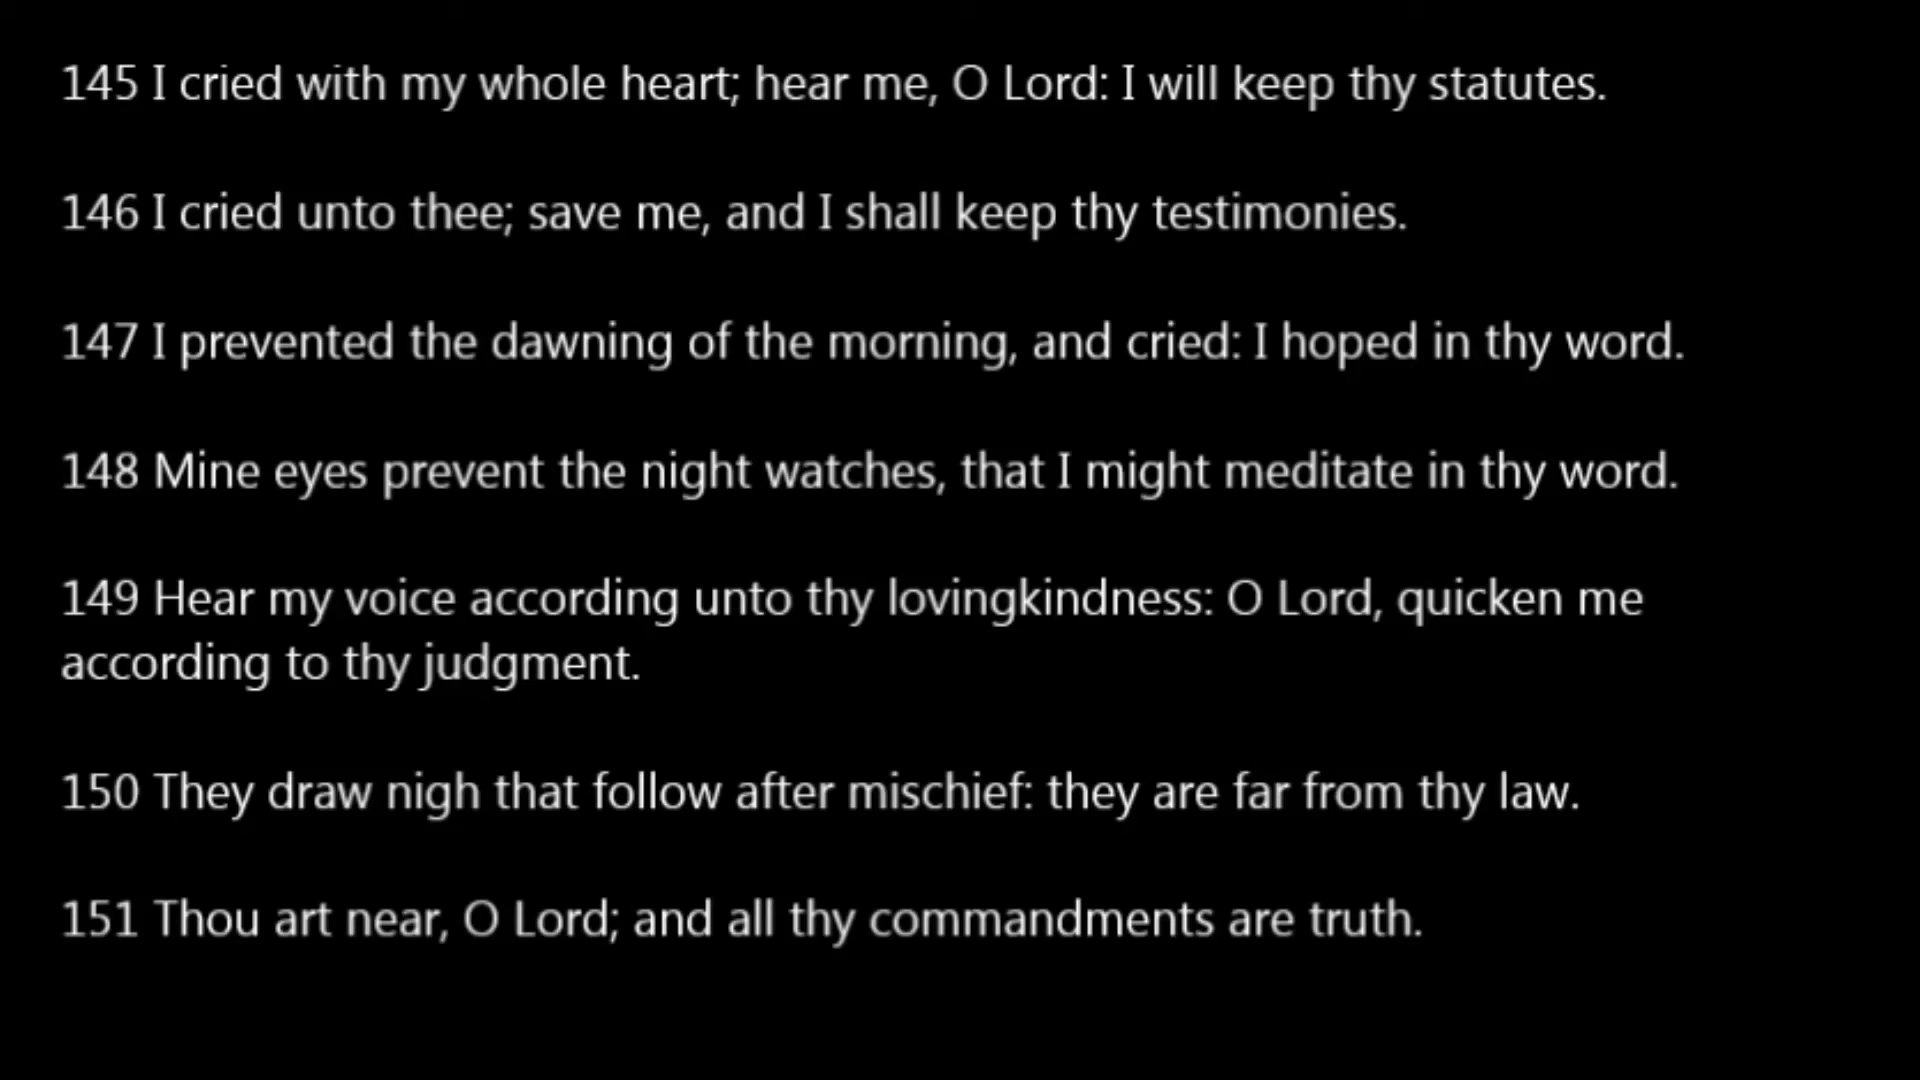 145 I cried with my whole heart; hear me, O Lord: I will keep thy statutes.
146 I cried unto thee; save me, and I shall keep thy testimonies.
147 I prevented the dawning of the morning, and cried: I hoped in thy word.
148 Mine eyes prevent the night watches, that I might meditate in thy word.
149 Hear my voice according unto thy lovingkindness: O Lord, quicken me
according to thy judgment.
150 They draw nigh that follow after mischief: they are far from thy law.
151 Thou art near, O Lord; and all thy commandments are truth.